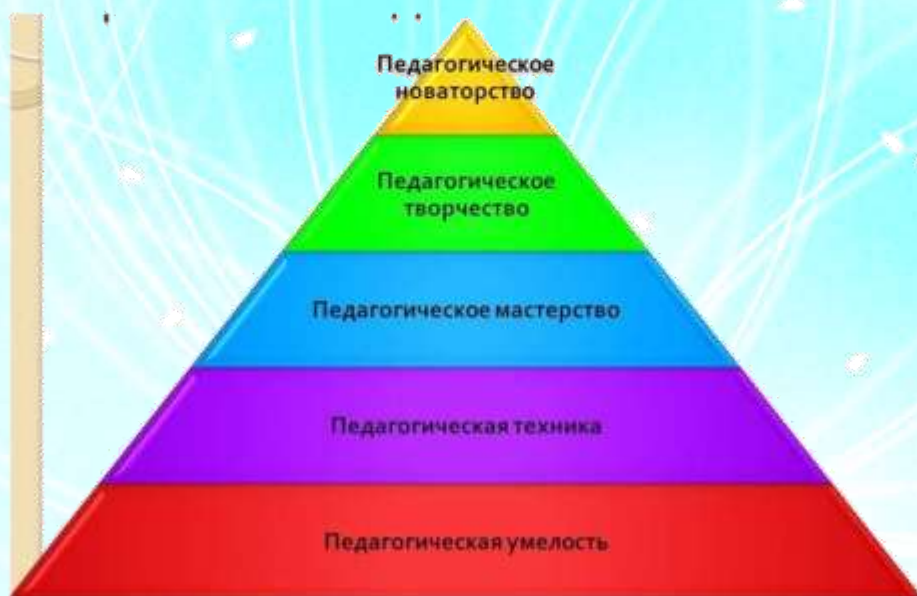 Педагогическое
новаторство
Педагогическое
творчество
Педагогическое мастерство
Педагогическая техника
Педагогическая умелость